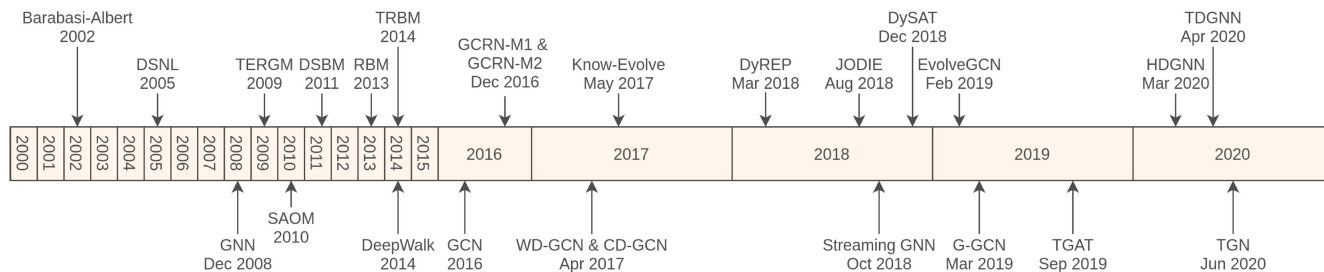 Barabasi-Albert
2002
DSNL
2005
TERGM
2009
DSBM
2011
RBM
2013
TRBM
2014
GCRN-M1 &
GCRN-M2
Dec 2016
Know-Evolve
May 2017
DyREP
Mar 2018
JODIE
Aug 2018
DySAT
Dec 2018
EvolveGCN
Feb 2019
HDGNN
Mar 2020
TDGNN
Apr 2020
2000
2001
2002
2003
2004
2005
2006
2007
2008
2009
2010
2011
2012
2013
2014
2015
2016
2017
2018
2019
2020
GNN
Dec 2008
SAOM
2010
DeepWalk
2014
GCN
2016
WD-GCN & CD-GCN
Apr 2017
Streaming GNN
Oct 2018
G-GCN
Mar 2019
TGAT
Sep 2019
TGN
Jun 2020